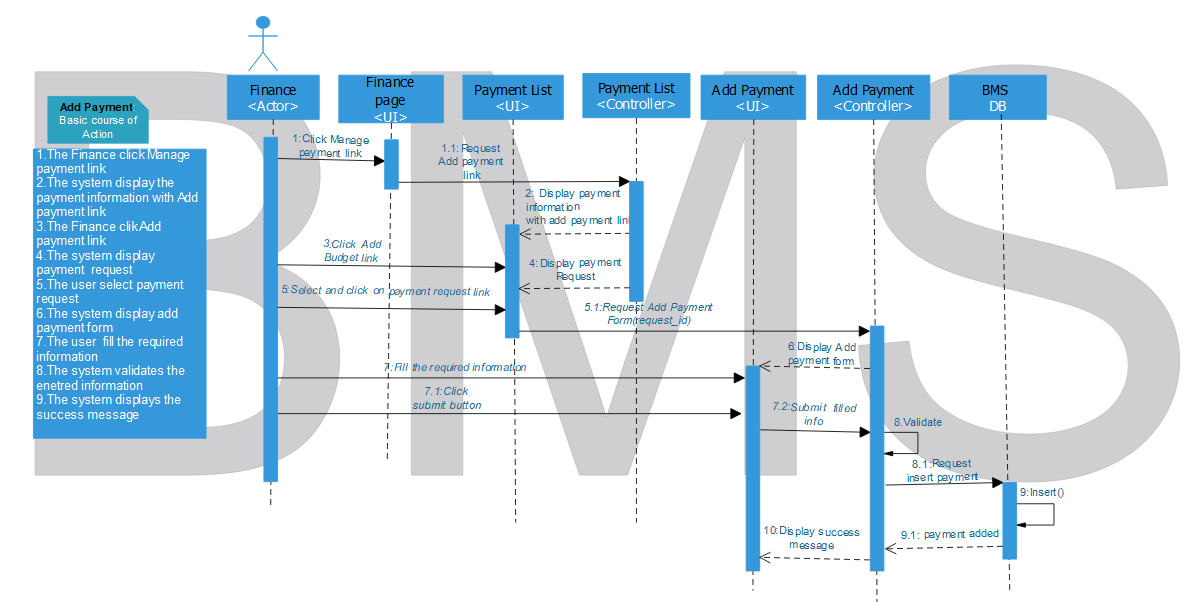 BMS
Finance
<Actor>
Finance
page
<UI>
Payment List
<UI>
Payment List
<Controller>
Add Payment
<UI>
Add Payment
<Controller>
BMS
DB
Add Payment
Basic course of
Action
1.The Finance click Manage
payment link
2.The system display the
payment information with Add
payment link
3.The Finance clik Add
payment link
4.The system display
payment request
5.The user select payment
request
6.The system display add
payment form
7.The user fill the required
information
8.The system validates the
enetred information
9.The system displays the
success message
1:Click Manage
payment link
1.1: Request
Add payment
link
2: Display payment
information
with add payment lin
3;Click Add
Budget link
4: Display payment
Request
5:Select and click on payment request link
5.1:Request Add Payment
Form(request_id)
6:Display Add
payment form
7:Fill the required information
7.1:Click
submit button
7.2:Submit filled
info
8.Validate
8.1:Request
insert payment
9:Insert()
9.1: payment added
10:Display success
message